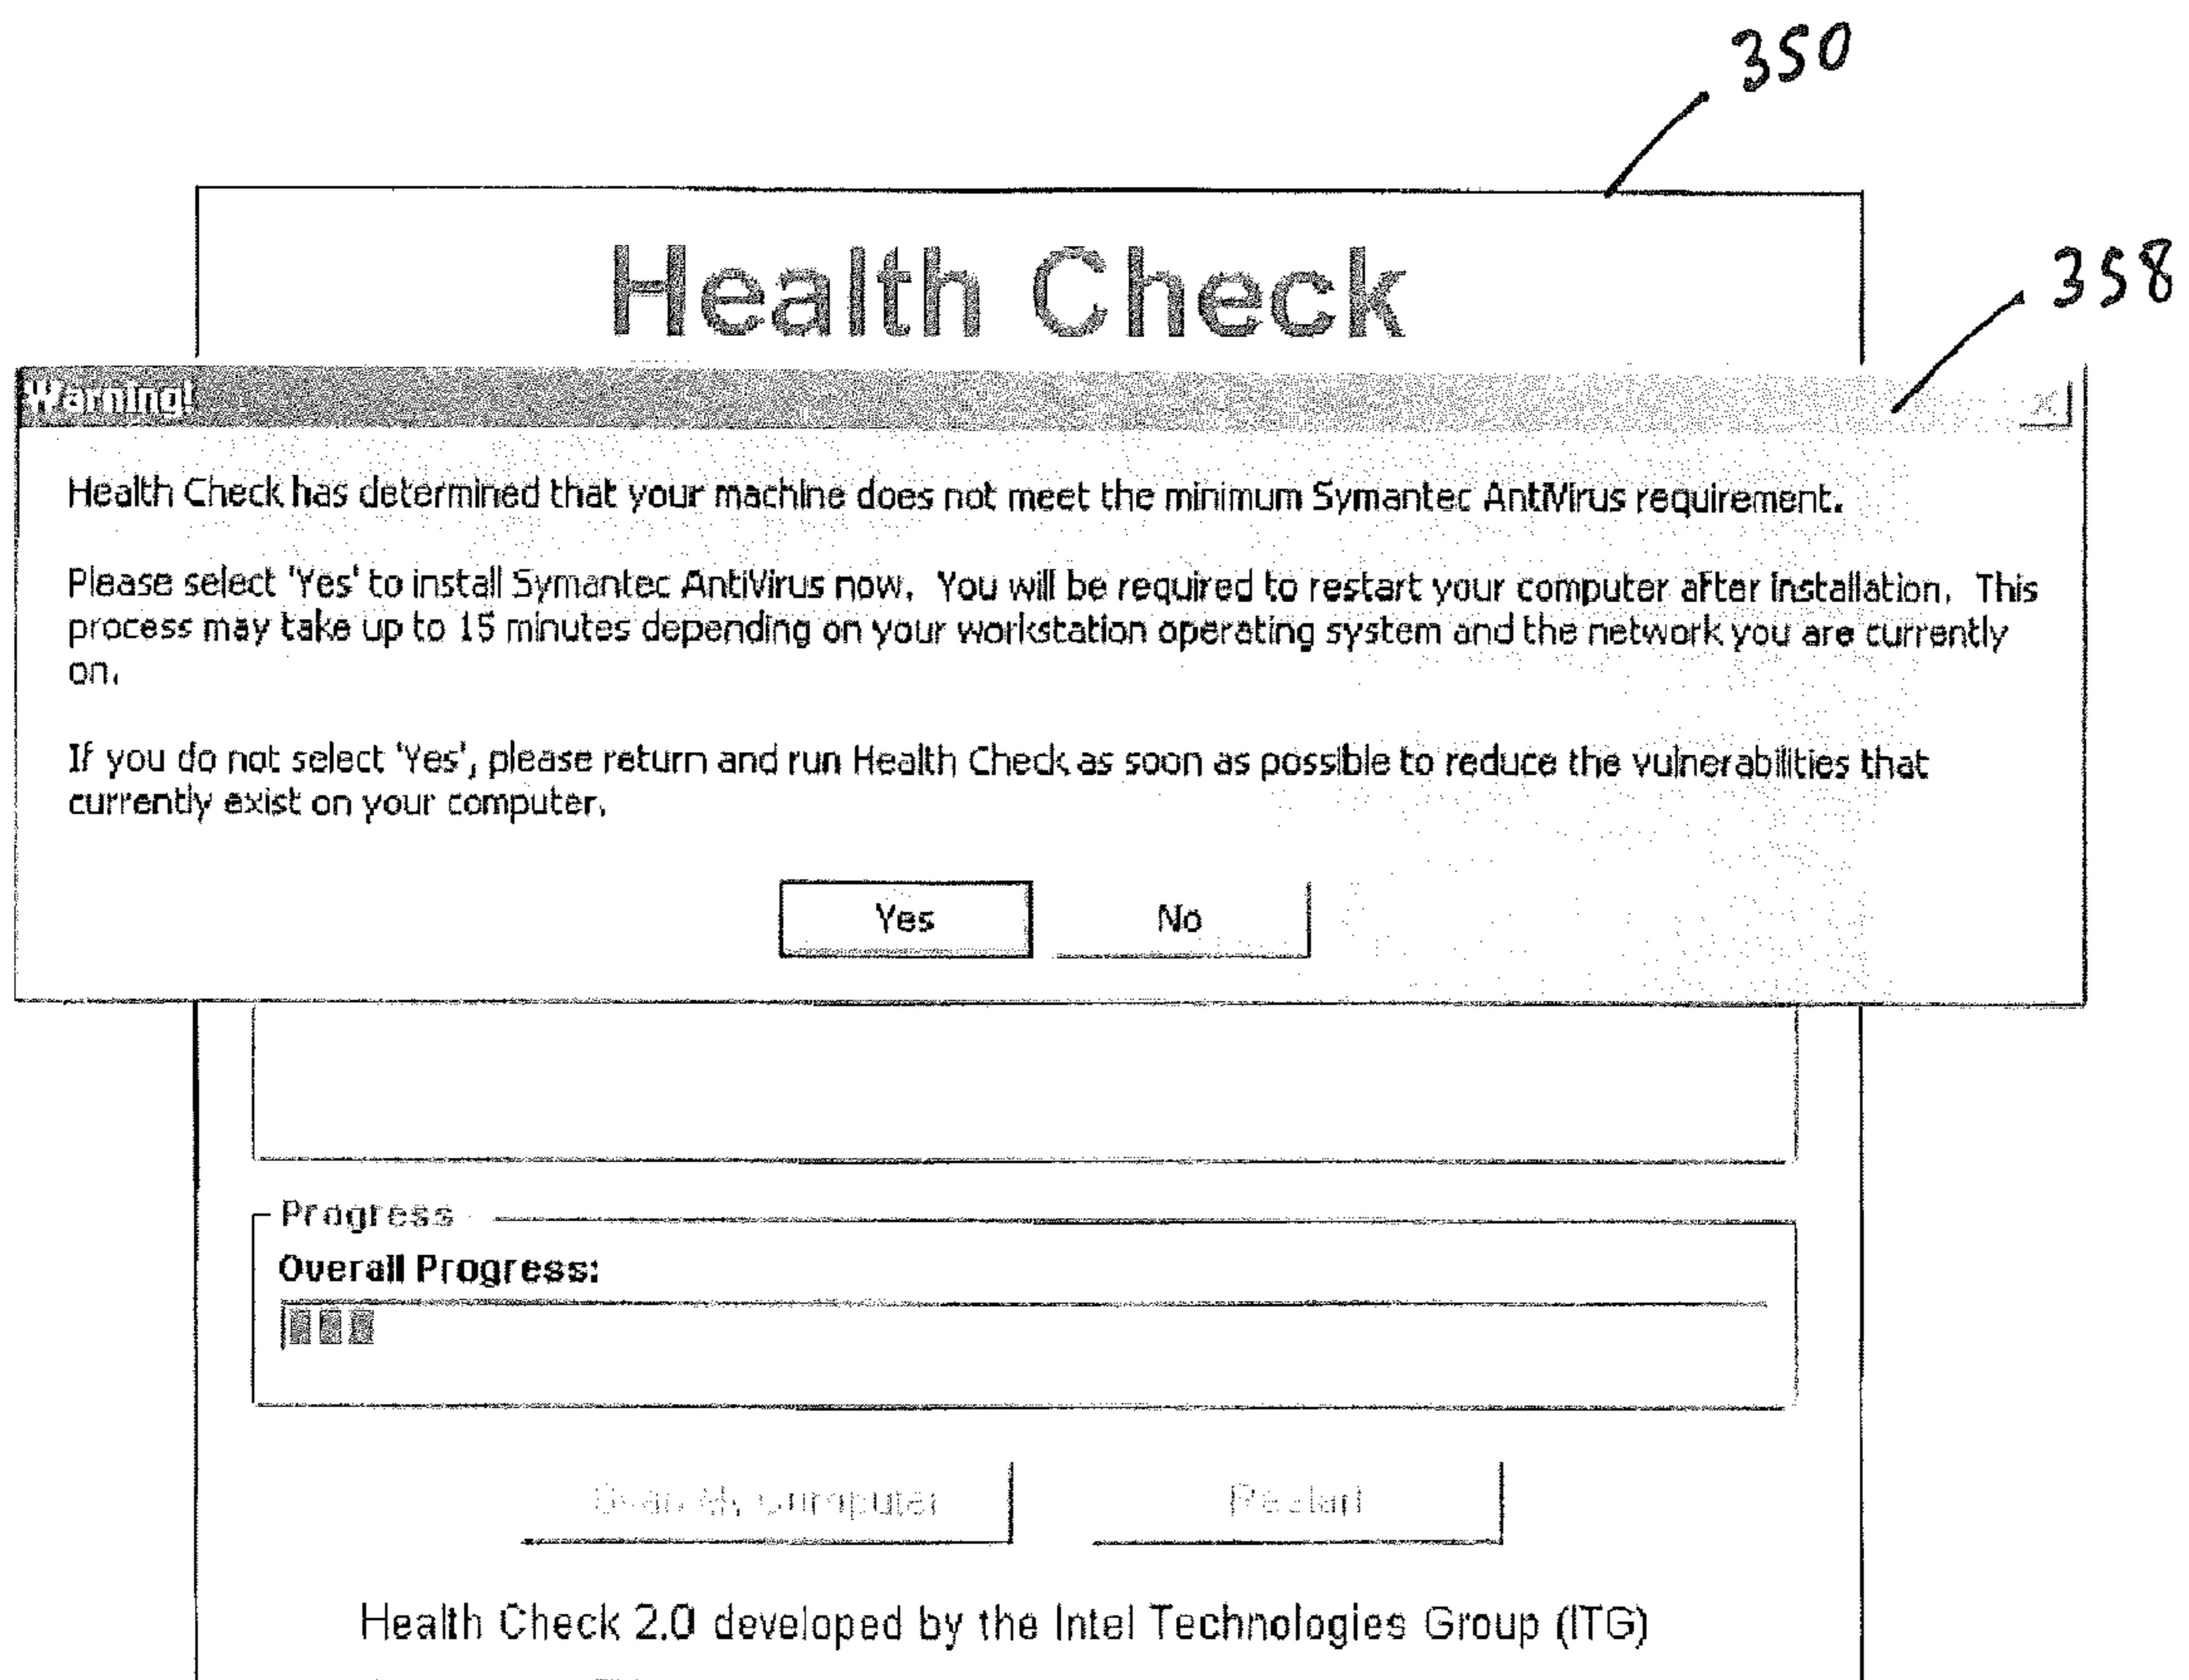 350
Health Check
358
Warning!
Health Check has determined that your machine does not meet the minimum Symantec AntiVirus requirement.
Please select 'Yes' to install Symantec AntiVirus now. You will be required to restart your computer after installation. This
process may take up to 15 minutes depending on your workstation operating system and the network you are currently
on.
If you do not select 'Yes', please return and run Health Check as soon as possible to reduce the vulnerabilities that
currently exist on your computer.
Yes No
Progress
Overall Progress:
Scan My Computer Restart
Health Check 2.0 developed by the Intel Technologies Group (ITG)